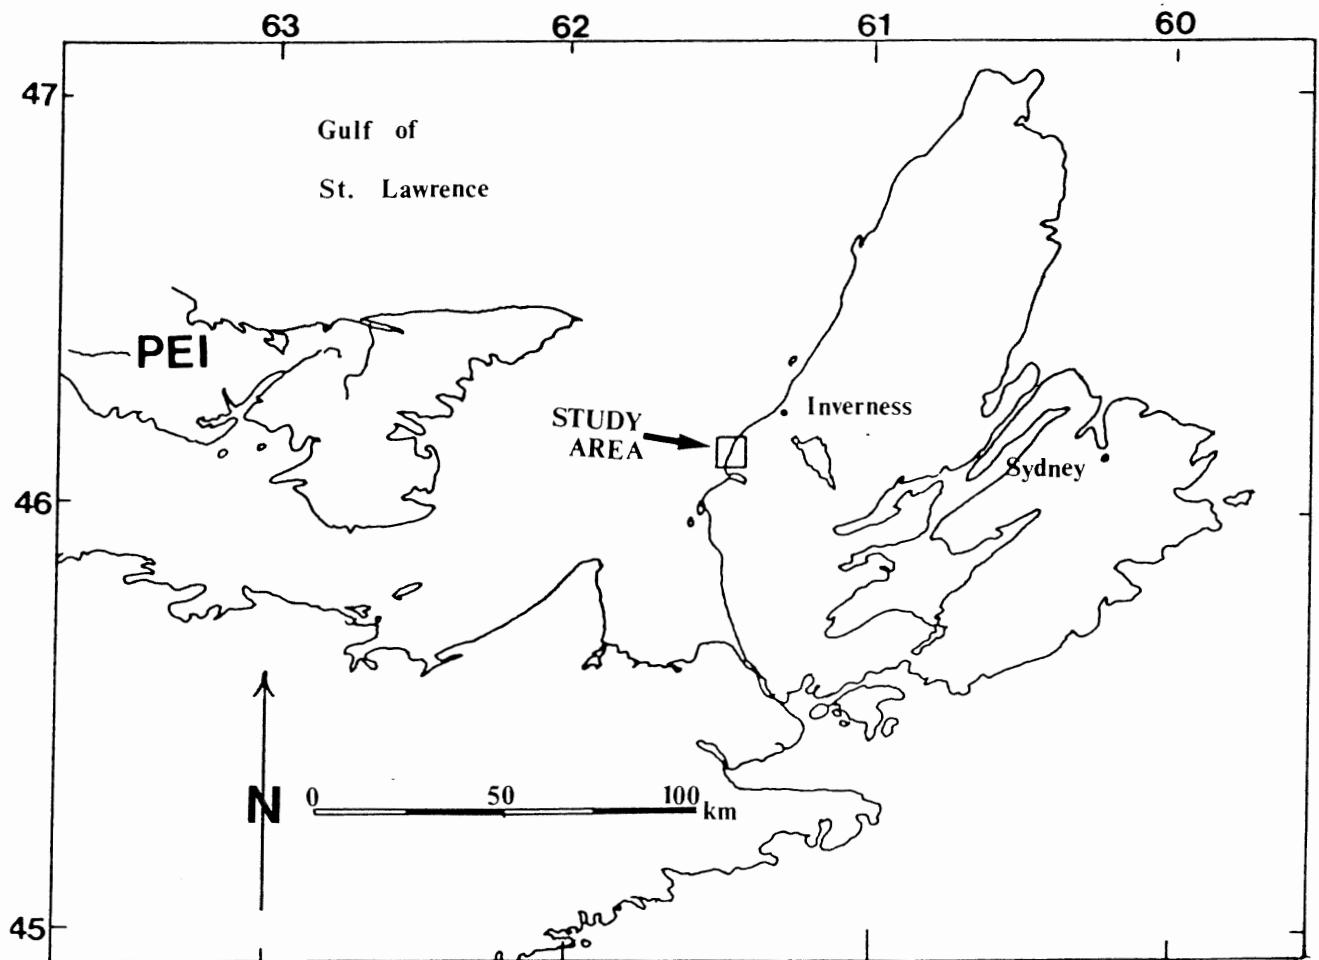 63 62 61 60
47
Gulf of
St. Lawrence
PEI
STUDY
AREA
Inverness
Sydney
46
N
0 50 100 km
45